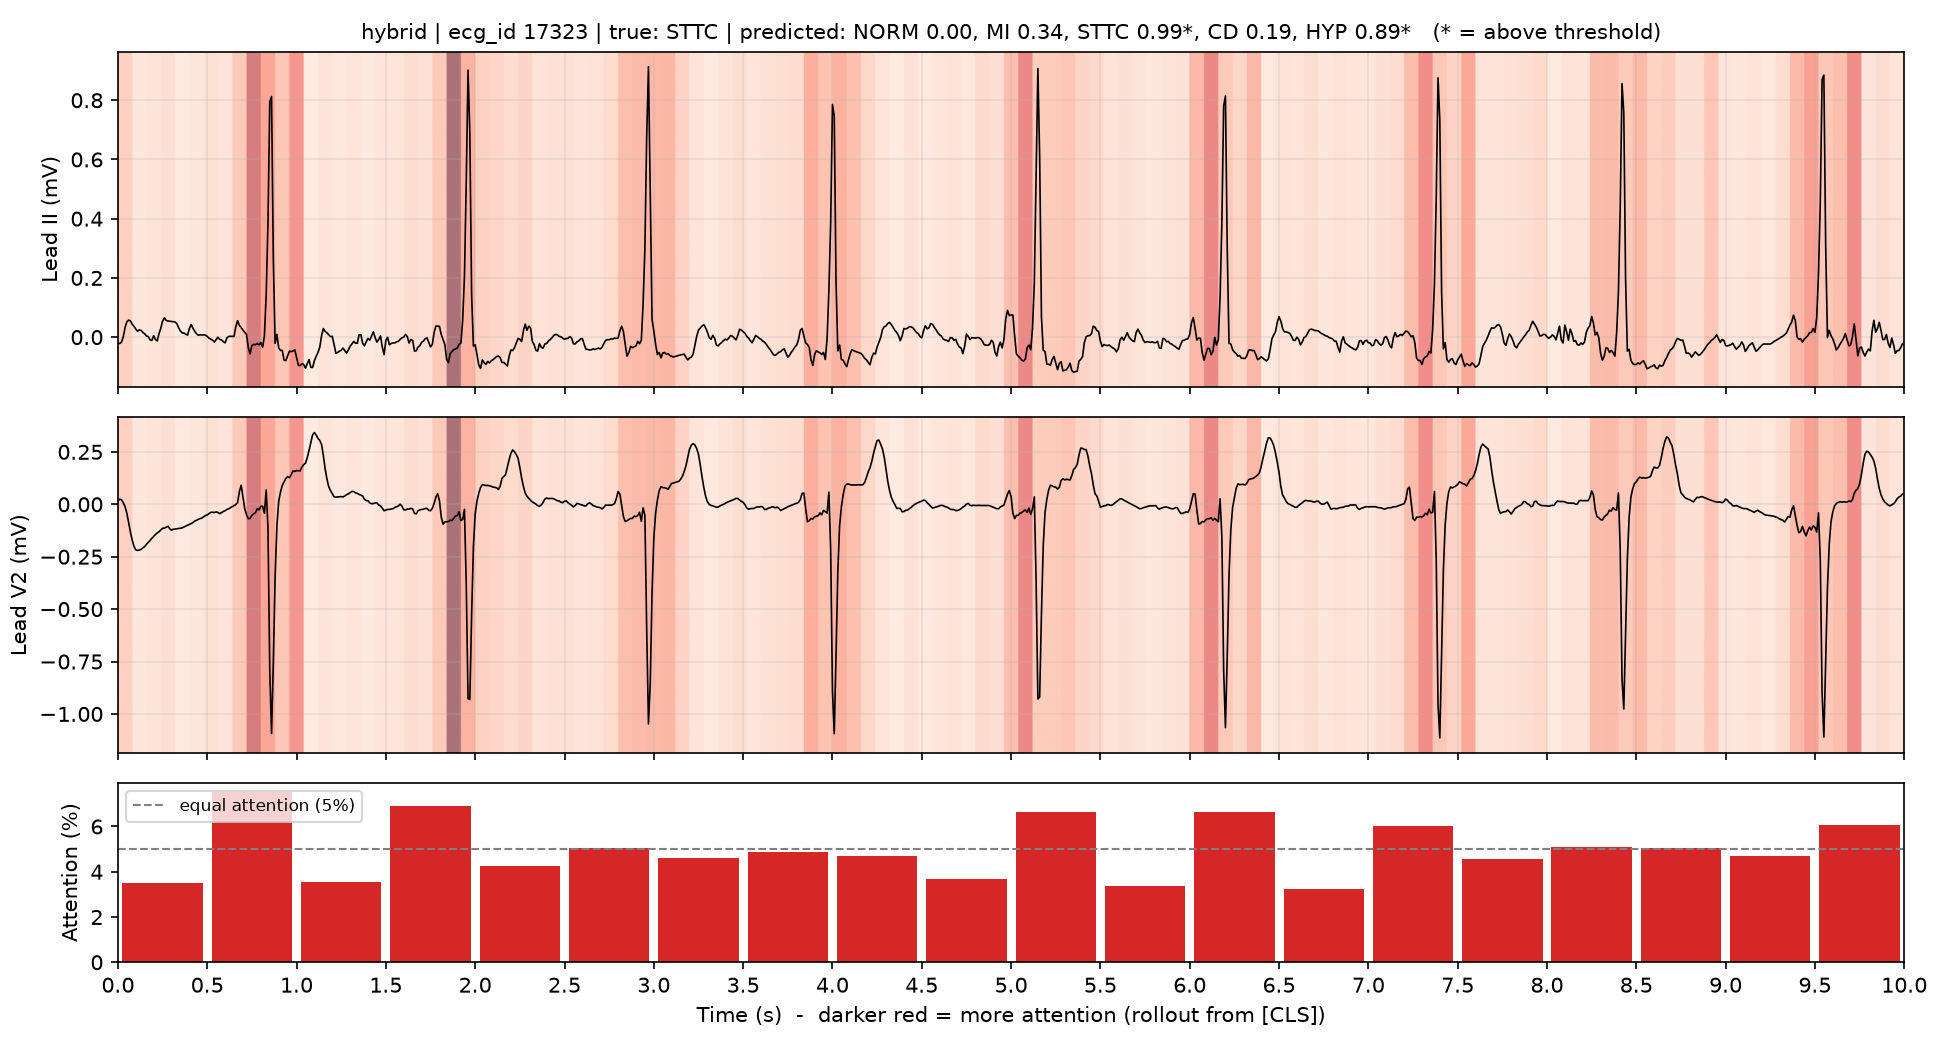 hybrid | ecg_id 17323 | true: STTC | predicted: NORM 0.00, MI 0.34, STTC 0.99*, CD 0.19, HYP 0.89*   (* = above threshold)
Lead II (mV)
0.8
0.6
0.4
0.2
0.0
Lead V2 (mV)
0.25
0.00
−0.25
−0.50
−0.75
−1.00
Attention (%)
equal attention (5%)
6
4
2
0
0.0 0.5 1.0 1.5 2.0 2.5 3.0 3.5 4.0 4.5 5.0 5.5 6.0 6.5 7.0 7.5 8.0 8.5 9.0 9.5 10.0
Time (s)  -  darker red = more attention (rollout from [CLS])